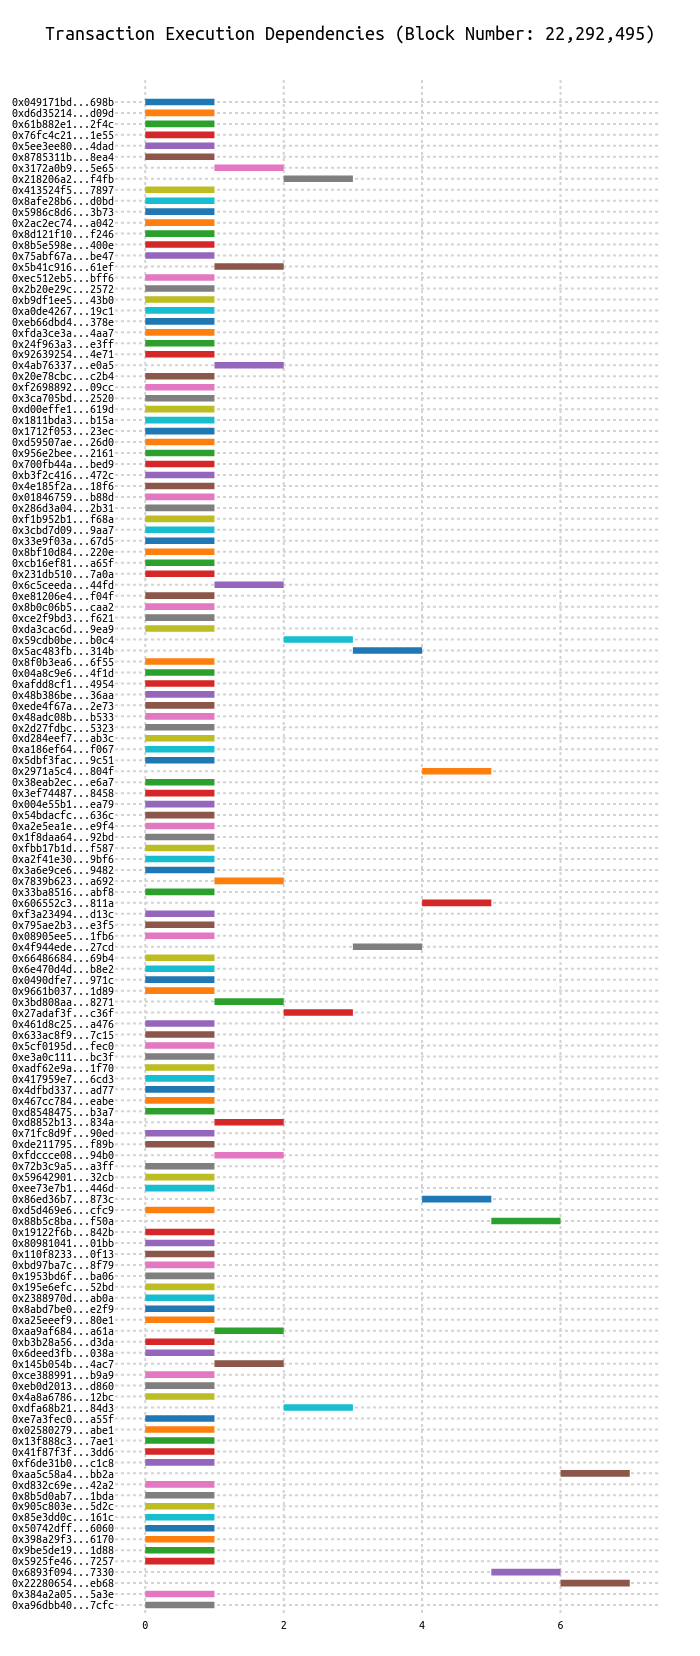 Transaction Execution Dependencies (Block Number: 22,292,495)
0x049171bd...698b
0xd6d35214...d09d
0x61b882e1...2f4c
0x76fc4c21...1e55
0x5ee3ee80...4dad
0x8785311b...8ea4
0x3172a0b9...5e65
0x218206a2...f4fb
0x413524f5...7897
0x8afe28b6...d0bd
0x5986c8d6...3b73
0x2ac2ec74...a042
0x8d121f10...f246
0x8b5e598e...400e
0x75abf67a...be47
0x5b41c916...61ef
0xec512eb5...bff6
0x2b20e29c...2572
0xb9df1ee5...43b0
0xa0de4267...19c1
0xeb66dbd4...378e
0xfda3ce3a...4aa7
0x24f963a3...e3ff
0x92639254...4e71
0x4ab76337...e0a5
0x20e78cbc...c2b4
0xf2698892...09cc
0x3ca705bd...2520
0xd00effe1...619d
0x1811bda3...b15a
0x1712f053...23ec
0xd59507ae...26d0
0x956e2bee...2161
0x700fb44a...bed9
0xb3f2c416...472c
0x4e185f2a...18f6
0x01846759...b88d
0x286d3a04...2b31
0xf1b952b1...f68a
0x3cbd7d09...9aa7
0x33e9f03a...67d5
0x8bf10d84...220e
0xcb16ef81...a65f
0x231db510...7a0a
0x6c5ceeda...44fd
0xe81206e4...f04f
0x8b0c06b5...caa2
0xce2f9bd3...f621
0xda3cac6d...9ea9
0x59cdb0be...b0c4
0x5ac483fb...314b
0x8f0b3ea6...6f55
0x04a8c9e6...4f1d
0xafdd8cf1...4954
0x48b386be...36aa
0xede4f67a...2e73
0x48adc08b...b533
0x2d27fdbc...5323
0xd284eef7...ab3c
0xa186ef64...f067
0x5dbf3fac...9c51
0x2971a5c4...804f
0x38eab2ec...e6a7
0x3ef74487...8458
0x004e55b1...ea79
0x54bdacfc...636c
0xa2e5ea1e...e9f4
0x1f8daa64...92bd
0xfbb17b1d...f587
0xa2f41e30...9bf6
0x3a6e9ce6...9482
0x7839b623...a692
0x33ba8516...abf8
0x606552c3...811a
0xf3a23494...d13c
0x795ae2b3...e3f5
0x08905ee5...1fb6
0x4f944ede...27cd
0x66486684...69b4
0x6e470d4d...b8e2
0x0490dfe7...971c
0x9661b037...1d89
0x3bd808aa...8271
0x27adaf3f...c36f
0x461d8c25...a476
0x633ac8f9...7c15
0x5cf0195d...fec0
0xe3a0c111...bc3f
0xadf62e9a...1f70
0x417959e7...6cd3
0x4dfbd337...ad77
0x467cc784...eabe
0xd8548475...b3a7
0xd8852b13...834a
0x71fc8d9f...90ed
0xde211795...f89b
0xfdccce08...94b0
0x72b3c9a5...a3ff
0x59642901...32cb
0xee73e7b1...446d
0x86ed36b7...873c
0xd5d469e6...cfc9
0x88b5c8ba...f50a
0x19122f6b...842b
0x80981041...01bb
0x110f8233...0f13
0xbd97ba7c...8f79
0x1953bd6f...ba06
0x195e6efc...52bd
0x2388970d...ab0a
0x8abd7be0...e2f9
0xa25eeef9...80e1
0xaa9af684...a61a
0xb3b28a56...d3da
0x6deed3fb...038a
0x145b054b...4ac7
0xce388991...b9a9
0xeb0d2013...d860
0x4a8a6786...12bc
0xdfa68b21...84d3
0xe7a3fec0...a55f
0x02580279...abe1
0x13f888c3...7ae1
0x41f87f3f...3dd6
0xf6de31b0...c1c8
0xaa5c58a4...bb2a
0xd832c69e...42a2
0x8b5d0ab7...1bda
0x905c803e...5d2c
0x85e3dd0c...161c
0x50742dff...6060
0x398a29f3...6170
0x9be5de19...1d88
0x5925fe46...7257
0x6893f094...7330
0x22280654...eb68
0x384a2a05...5a3e
0xa96dbb40...7cfc
0 2 4 6